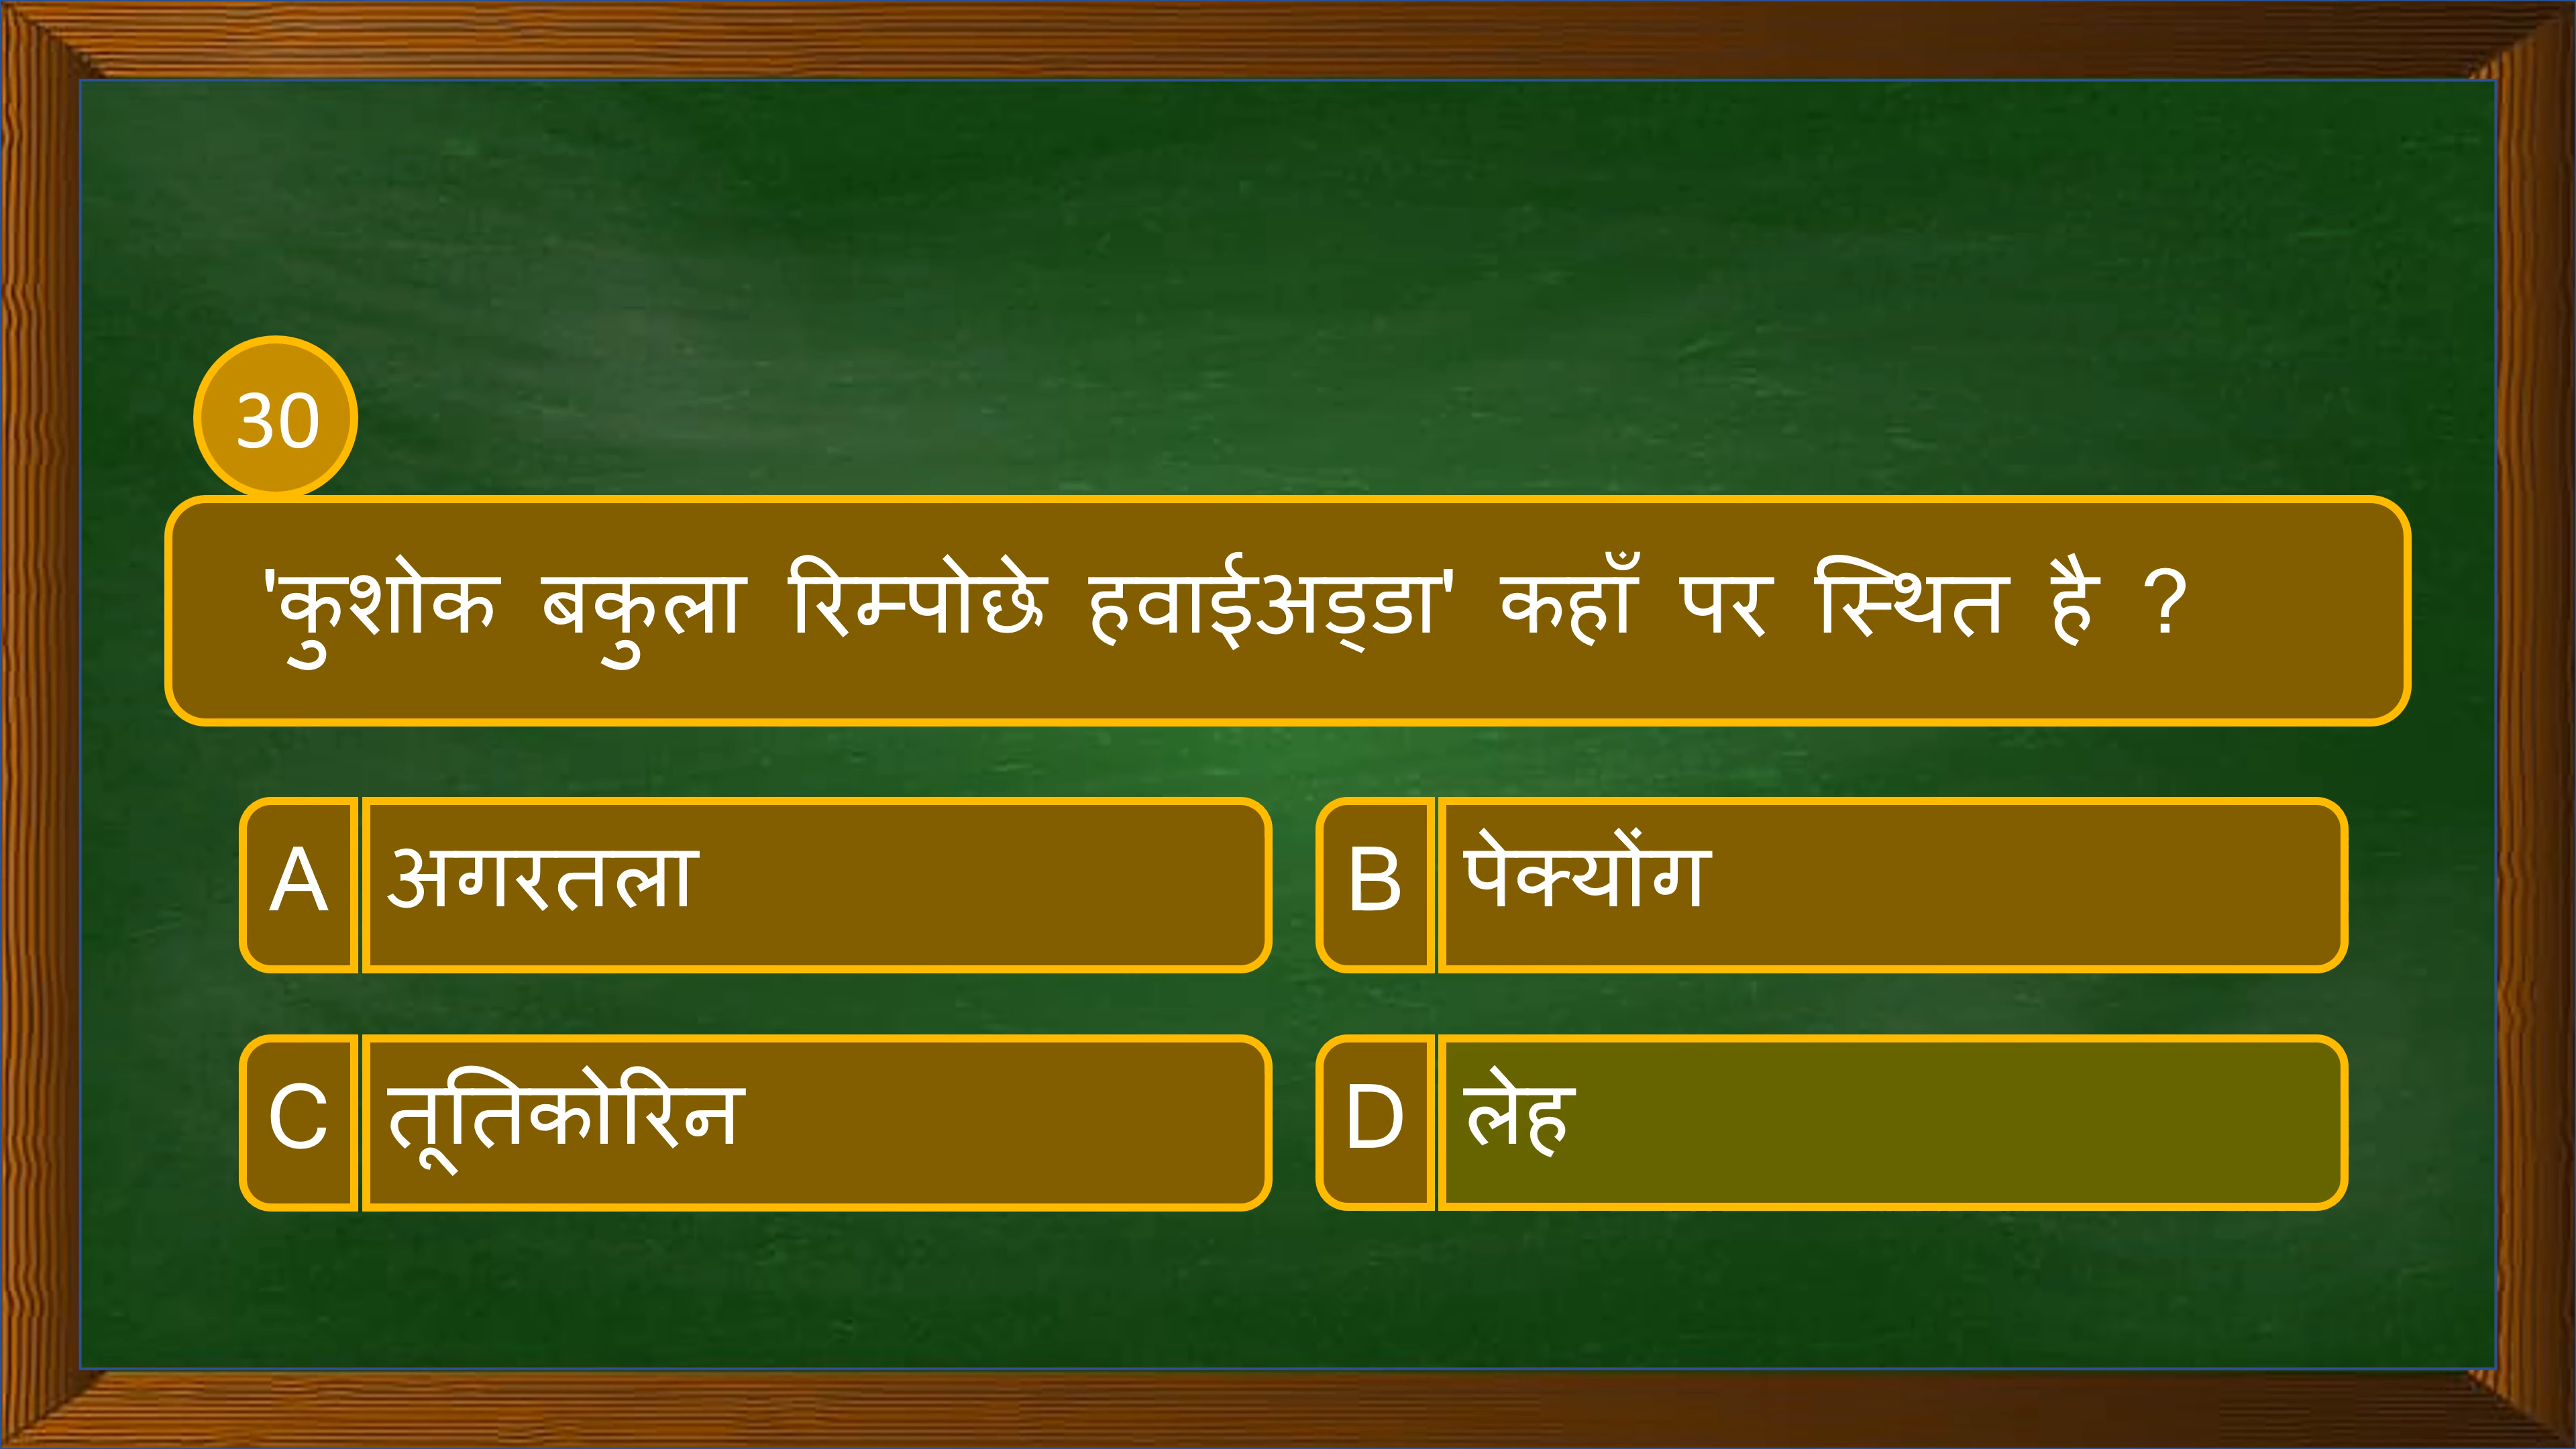 30
'कुशोक बकुला रिम्पोछे हवाईअड्डा' कहाँ पर स्थित है ?
A अगरतला
B पेक्योंग
C तूतिकोरिन
D लेह